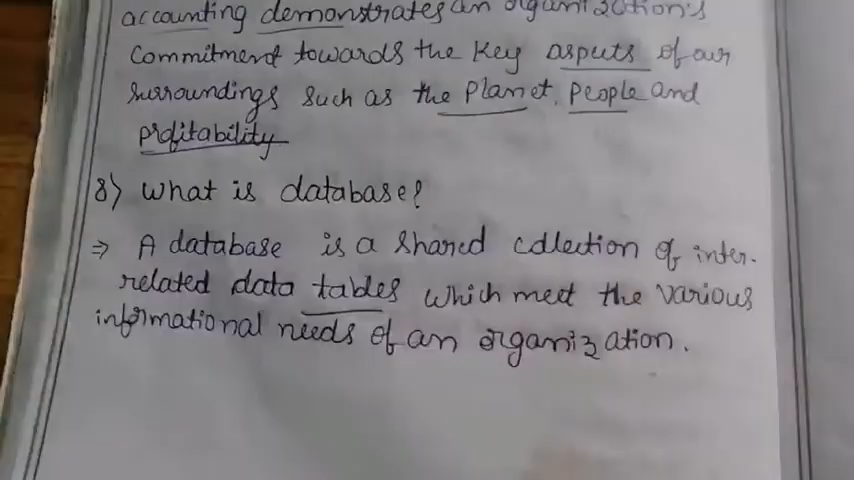 accounting demonstrates an organization's
Commitment towards the Key aspects of our
surroundings such as the Planet, People and
profitability
8) What is database?
⇒ A database is a shared collection of inter-
related data tables which meet the various
informational needs of an organization.